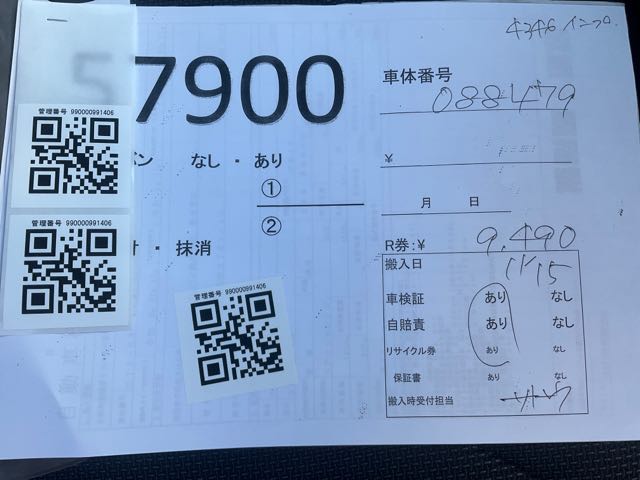 4346 インプ
57900
車体番号
088479
管理番号 990000991406
なし ・ あり
¥
①
②
月 日
管理番号 990000991406
・ 抹消
R券:¥ 9,490
搬入日 11/15
管理番号 990000991406
車検証 あり なし
自賠責 あり なし
リサイクル券 あり なし
保証書 あり なし
搬入時受付担当